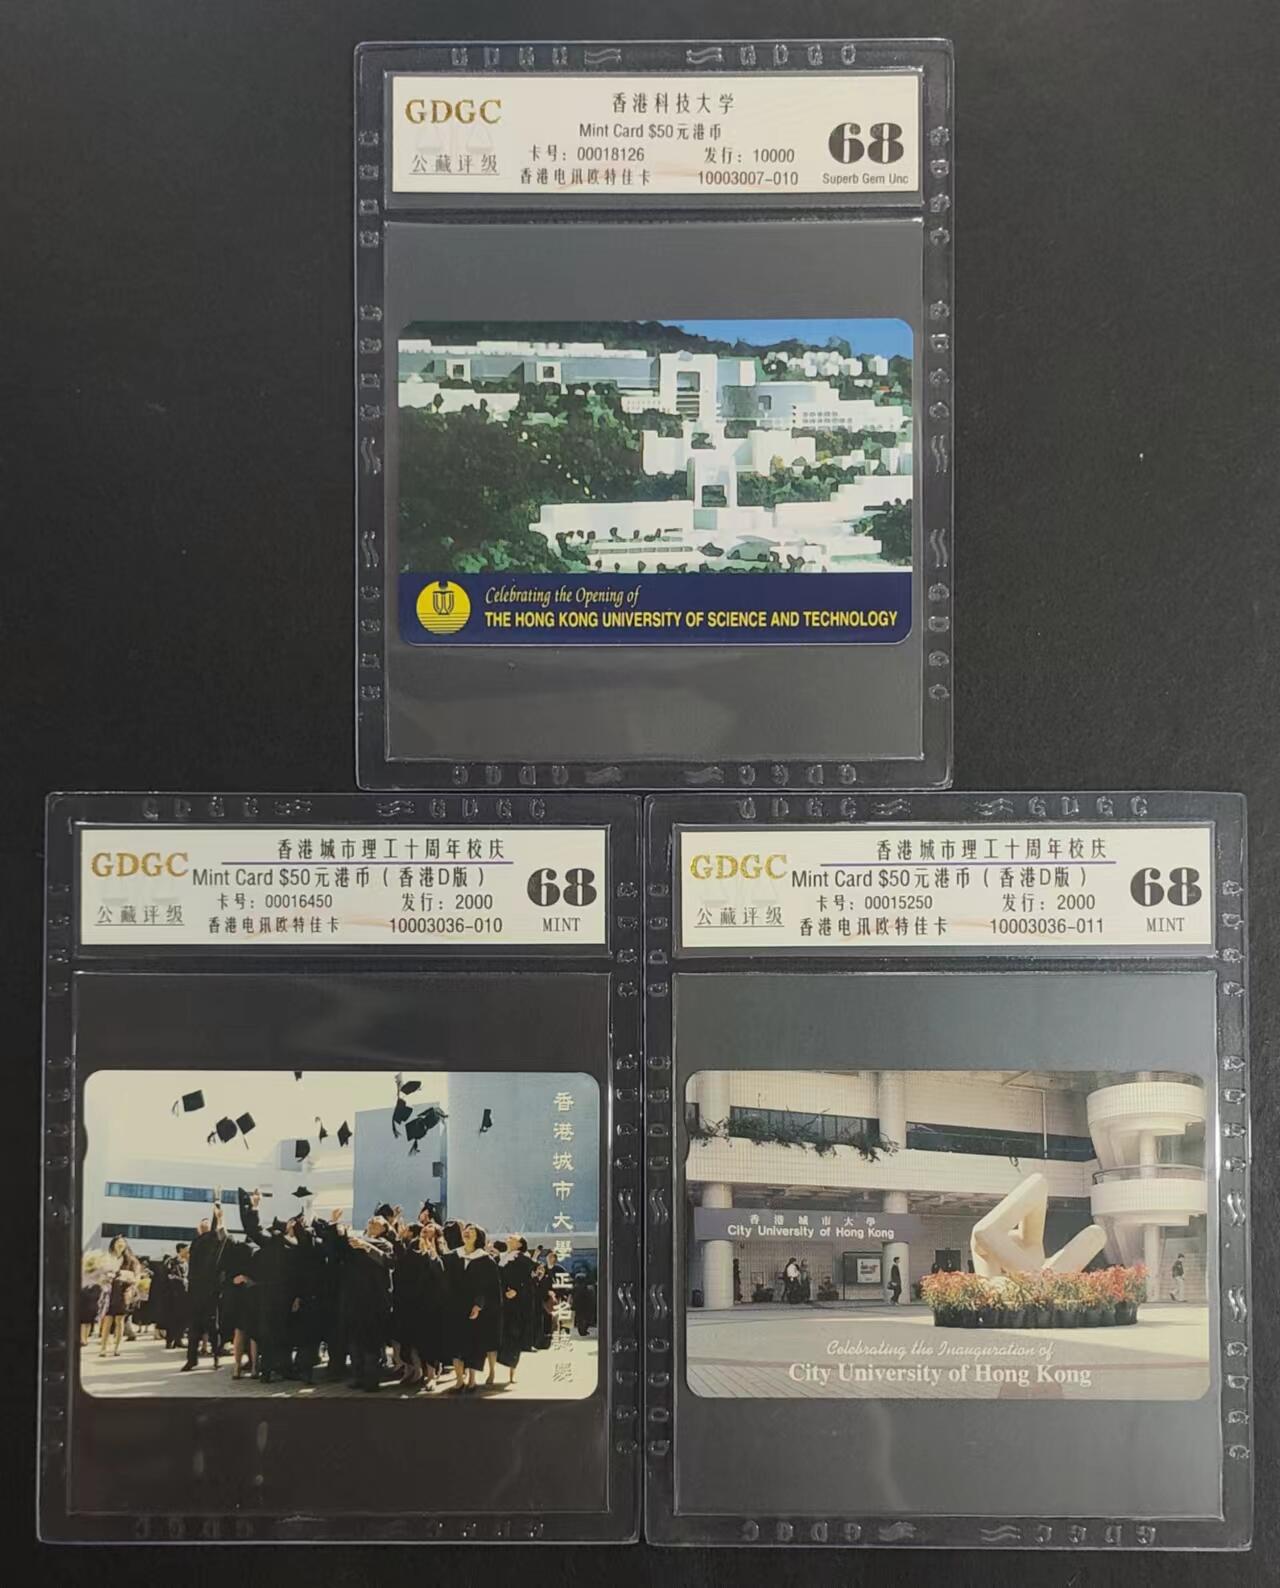 GDGC
公藏评级
香港科技大学
Mint Card $50元港币
卡号：00018126 发行：10000
香港电讯欧特佳卡 10003007-010
68
Superb Gem Unc
Celebrating the Opening of
THE HONG KONG UNIVERSITY OF SCIENCE AND TECHNOLOGY
GDGC
公藏评级
香港城市理工十周年校庆
Mint Card $50元港币（香港D版）
卡号：00016450 发行：2000
香港电讯欧特佳卡 10003036-010
68
MINT
香港城市大學正名誌慶
GDGC
公藏评级
香港城市理工十周年校庆
Mint Card $50元港币（香港D版）
卡号：00015250 发行：2000
香港电讯欧特佳卡 10003036-011
68
MINT
香港城市大學
City University of Hong Kong
Celebrating the Inauguration of
City University of Hong Kong